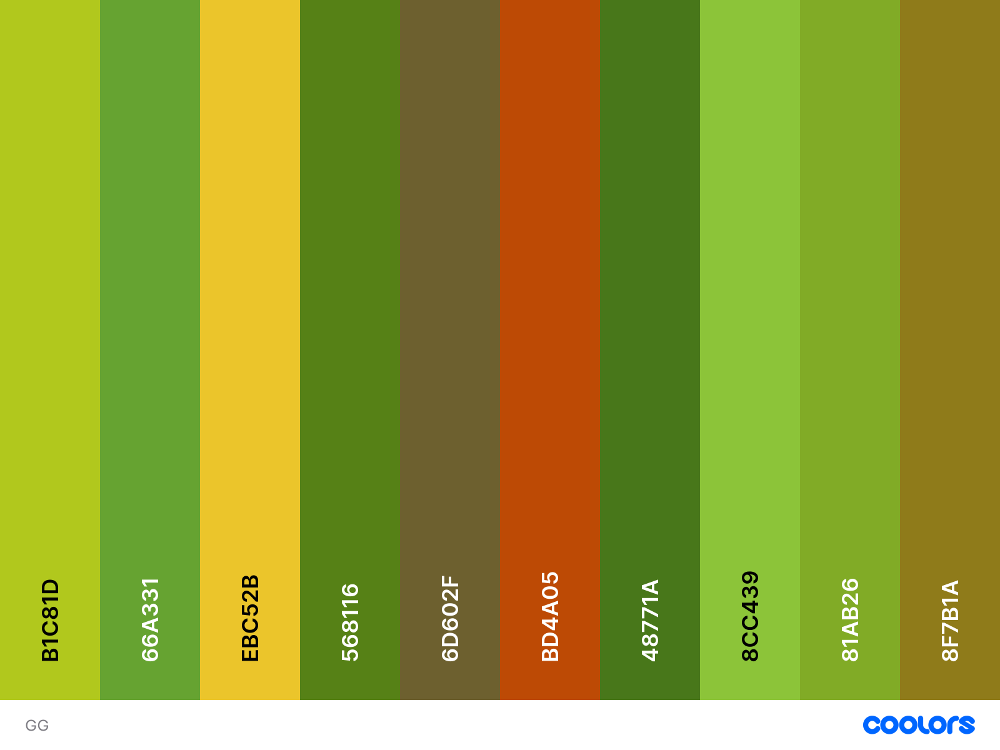 B1C81D
66A331
EBC52B
568116
6D602F
BD4A05
48771A
8CC439
81AB26
8F7B1A
GG
coolors